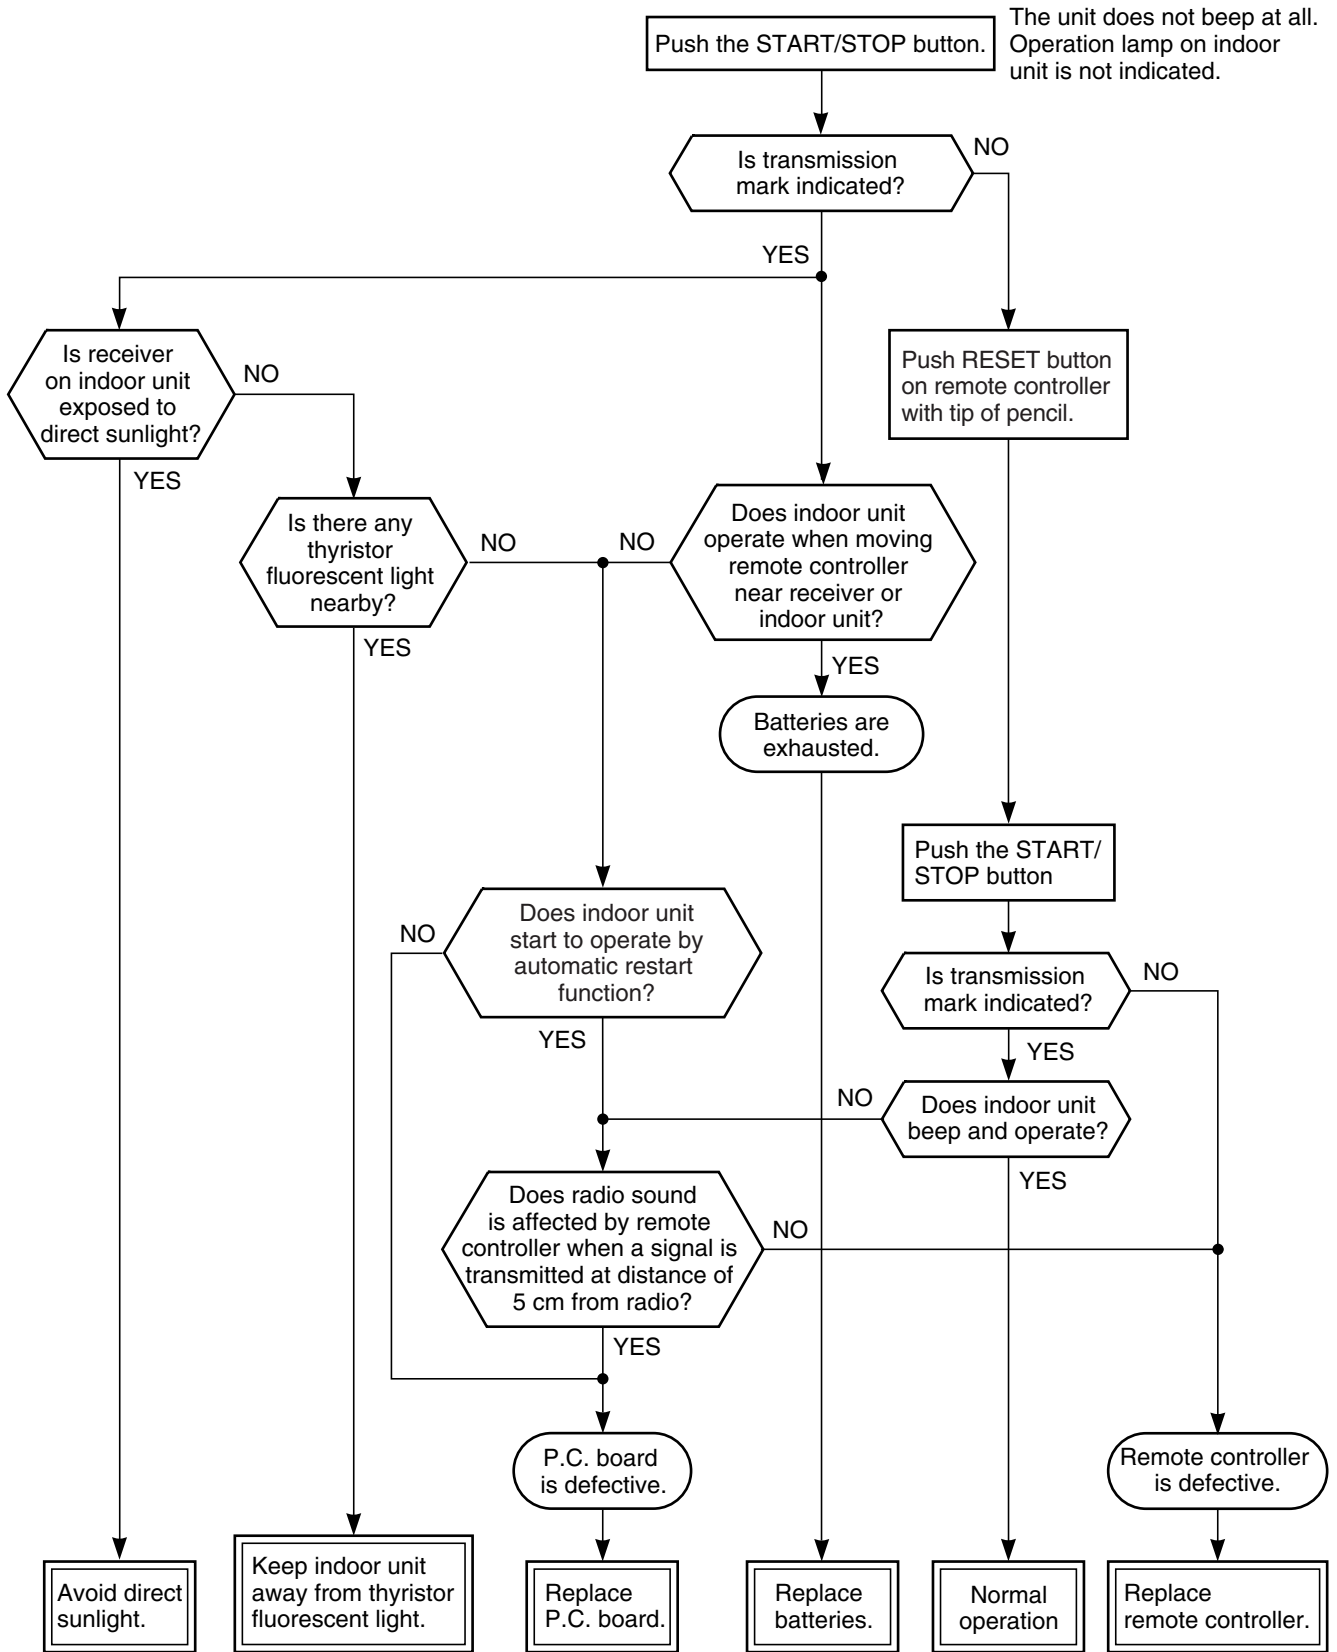 Push the START/STOP button.
The unit does not beep at all.
Operation lamp on indoor
unit is not indicated.
Is transmission
mark indicated?
NO
YES
Is receiver
on indoor unit
exposed to
direct sunlight?
NO
YES
Push RESET button
on remote controller
with tip of pencil.
Is there any
thyristor
fluorescent light
nearby?
NO
YES
NO
Does indoor unit
operate when moving
remote controller
near receiver or
indoor unit?
YES
Batteries are
exhausted.
Push the START/
STOP button
NO
Does indoor unit
start to operate by
automatic restart
function?
YES
Is transmission
mark indicated?
NO
YES
NO
Does indoor unit
beep and operate?
YES
Does radio sound
is affected by remote
controller when a signal is
transmitted at distance of
5 cm from radio?
NO
YES
P.C. board
is defective.
Remote controller
is defective.
Avoid direct
sunlight.
Keep indoor unit
away from thyristor
fluorescent light.
Replace
P.C. board.
Replace
batteries.
Normal
operation
Replace
remote controller.